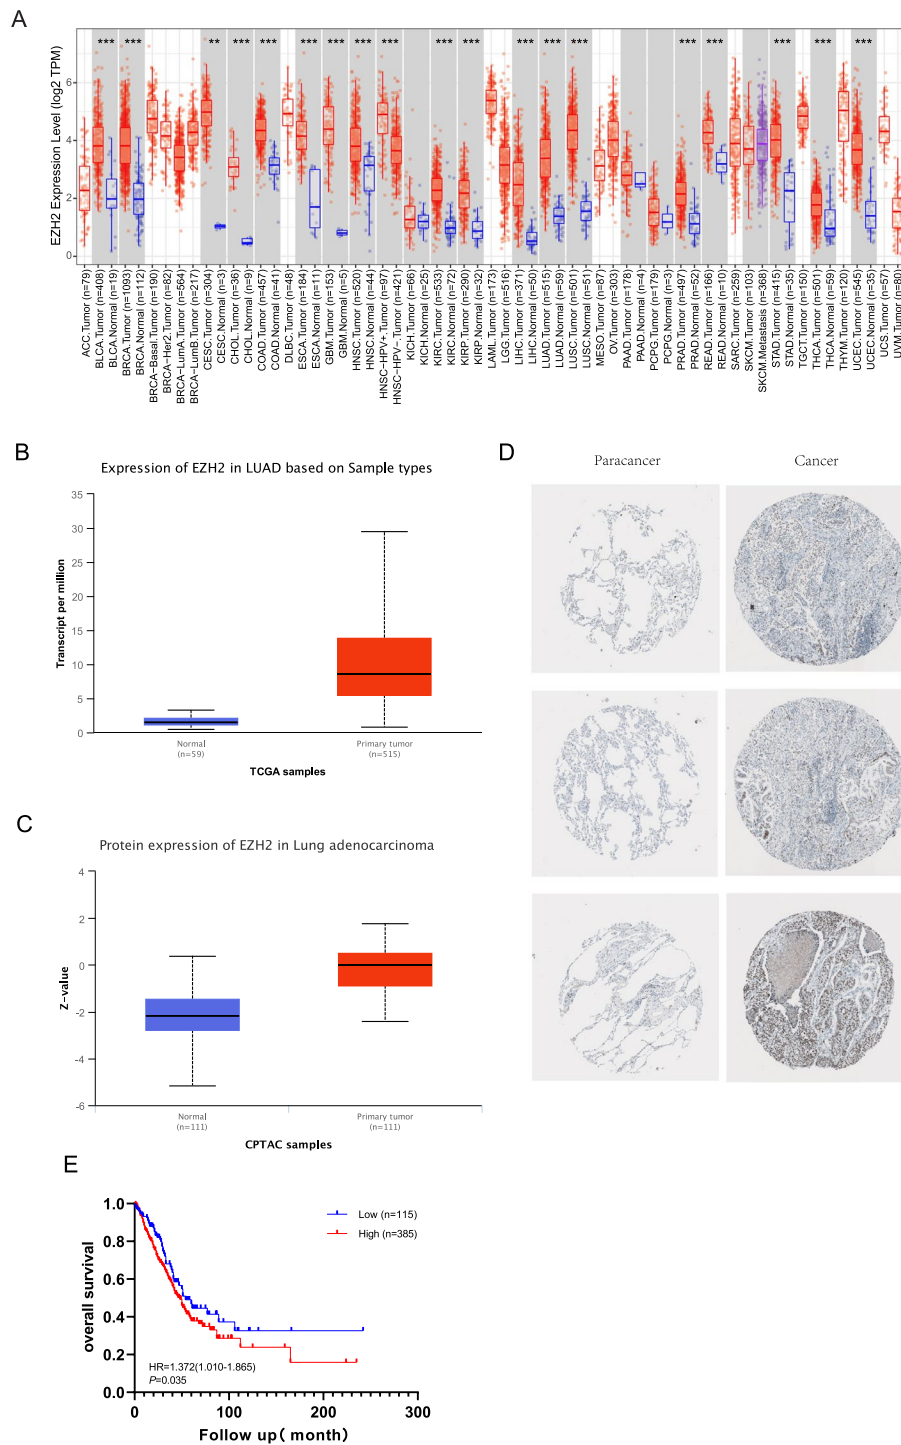 A
** labels: *** *** ** *** *** *** *** *** *** *** *** *** *** *** *** *** *** *** ***
EZH2 Expression Level (log2 TPM)
6
4
2
0
ACC.Tumor (n=79)
BLCA.Tumor (n=408)
BLCA.Normal (n=19)
BRCA.Tumor (n=1093)
BRCA.Normal (n=112)
BRCA-Basal.Tumor (n=190)
BRCA-Her2.Tumor (n=82)
BRCA-LumA.Tumor (n=564)
BRCA-LumB.Tumor (n=217)
CESC.Tumor (n=304)
CESC.Normal (n=3)
CHOL.Tumor (n=36)
CHOL.Normal (n=9)
COAD.Tumor (n=457)
COAD.Normal (n=41)
DLBC.Tumor (n=48)
ESCA.Tumor (n=184)
ESCA.Normal (n=11)
GBM.Tumor (n=153)
GBM.Normal (n=5)
HNSC.Tumor (n=520)
HNSC.Normal (n=44)
HNSC-HPV+.Tumor (n=97)
HNSC-HPV-.Tumor (n=421)
KICH.Tumor (n=66)
KICH.Normal (n=25)
KIRC.Tumor (n=533)
KIRC.Normal (n=72)
KIRP.Tumor (n=290)
KIRP.Normal (n=32)
AML.Tumor (n=173)
LGG.Tumor (n=516)
LIHC.Tumor (n=371)
LIHC.Normal (n=50)
LUAD.Tumor (n=515)
LUAD.Normal (n=59)
LUSC.Tumor (n=501)
LUSC.Normal (n=51)
MESO.Tumor (n=87)
OV.Tumor (n=303)
PAAD.Tumor (n=178)
PAAD.Normal (n=4)
PCPG.Tumor (n=179)
PCPG.Normal (n=3)
PRAD.Tumor (n=497)
PRAD.Normal (n=52)
READ.Tumor (n=166)
READ.Normal (n=10)
SARC.Tumor (n=259)
SKCM.Tumor (n=103)
SKCM.Metastasis (n=368)
STAD.Tumor (n=415)
STAD.Normal (n=35)
TGCT.Tumor (n=150)
THCA.Tumor (n=501)
THCA.Normal (n=59)
THYM.Tumor (n=120)
UCEC.Tumor (n=545)
UCEC.Normal (n=35)
UCS.Tumor (n=57)
UVM.Tumor (n=80)
B
Expression of EZH2 in LUAD based on Sample types
Transcript per million
35
30
25
20
15
10
5
0
Normal
(n=59)
Primary tumor
(n=515)
TCGA samples
C
Protein expression of EZH2 in Lung adenocarcinoma
Z-value
4
2
0
-2
-4
-6
Normal
(n=111)
Primary tumor
(n=111)
CPTAC samples
D
Paracancer
Cancer
E
overall survival
1.0
0.8
0.6
0.4
0.2
0.0
Low (n=115)
High (n=385)
HR=1.372(1.010-1.865)
P=0.035
0 100 200 300
Follow up( month)